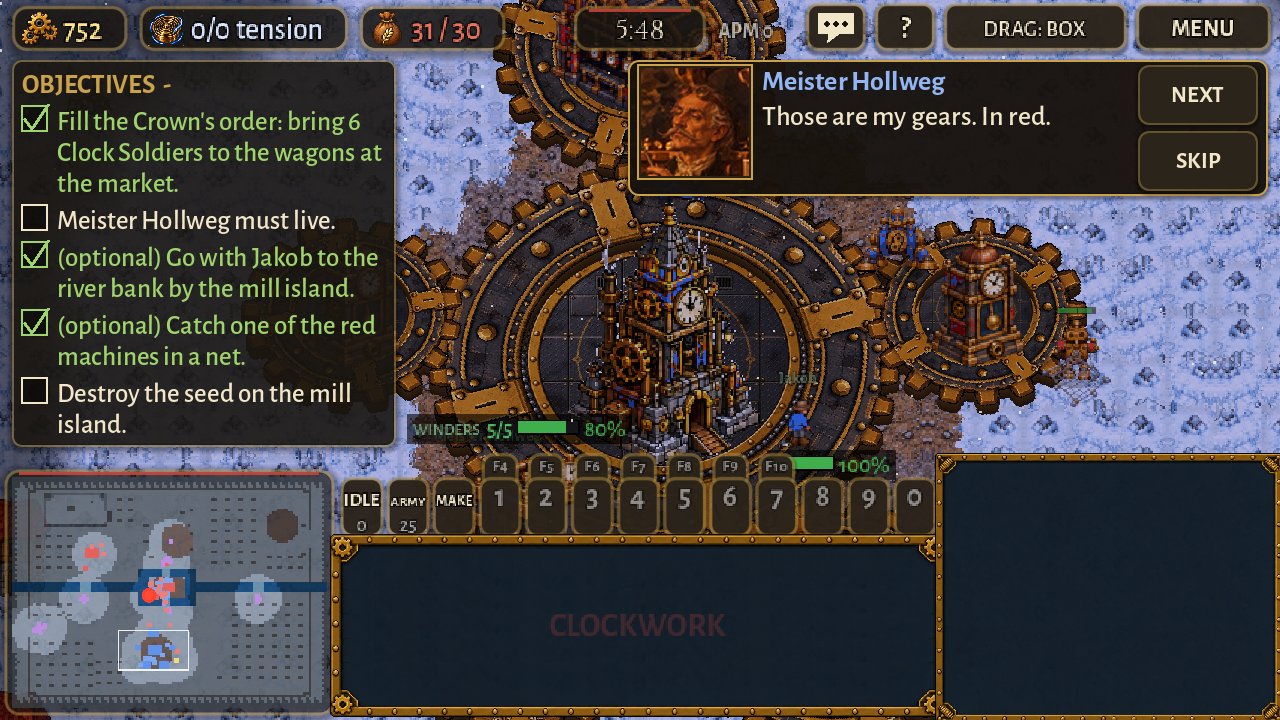 752
0/0 tension
31 / 30
5:48
APM 0
?
DRAG: BOX
MENU
OBJECTIVES -
Fill the Crown's order: bring 6
Clock Soldiers to the wagons at
the market.
Meister Hollweg must live.
(optional) Go with Jakob to the
river bank by the mill island.
(optional) Catch one of the red
machines in a net.
Destroy the seed on the mill
island.
Meister Hollweg
Those are my gears. In red.
NEXT
SKIP
Jakob
WINDERS 5/5 80%
100%
F4 F5 F6 F7 F8 F9 F10
IDLE 0
ARMY 25
MAKE
1 2 3 4 5 6 7 8 9 0
CLOCKWORK